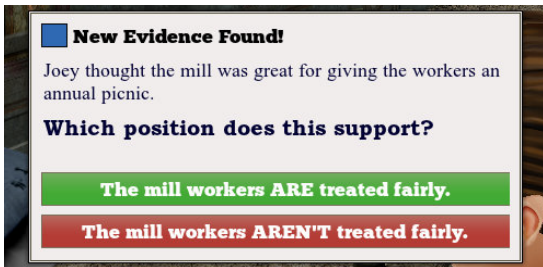 New Evidence Found!
Joey thought the mill was great for giving the workers an
annual picnic.
Which position does this support?
The mill workers ARE treated fairly.
The mill workers AREN'T treated fairly.